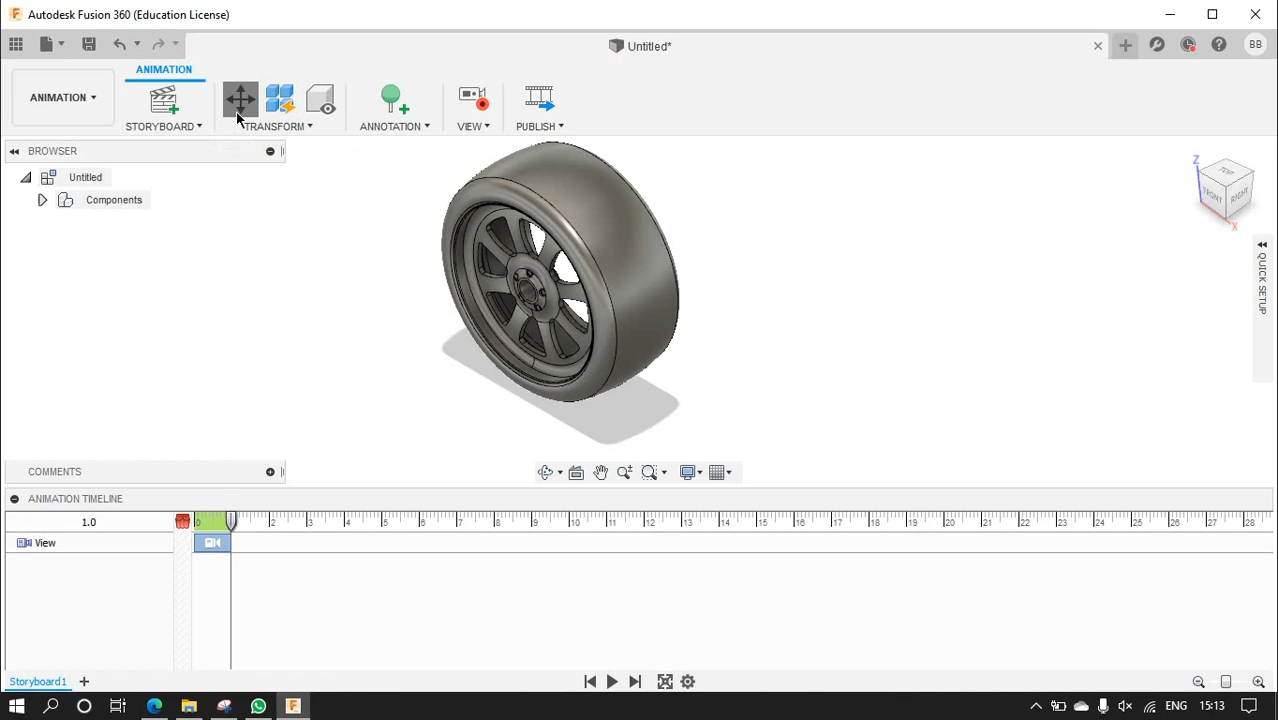 Autodesk Fusion 360 (Education License)
Untitled*
BB
ANIMATION
ANIMATION
STORYBOARD
TRANSFORM
ANNOTATION
VIEW
PUBLISH
BROWSER
Untitled
Components
Z
TOP
FRONT
RIGHT
X
QUICK SETUP
COMMENTS
ANIMATION TIMELINE
1.0
0 2 3 4 5 6 7 8 9 10 11 12 13 14 15 16 17 18 19 20 21 22 23 24 25 26 27 28
View
Storyboard1
ENG
15:13